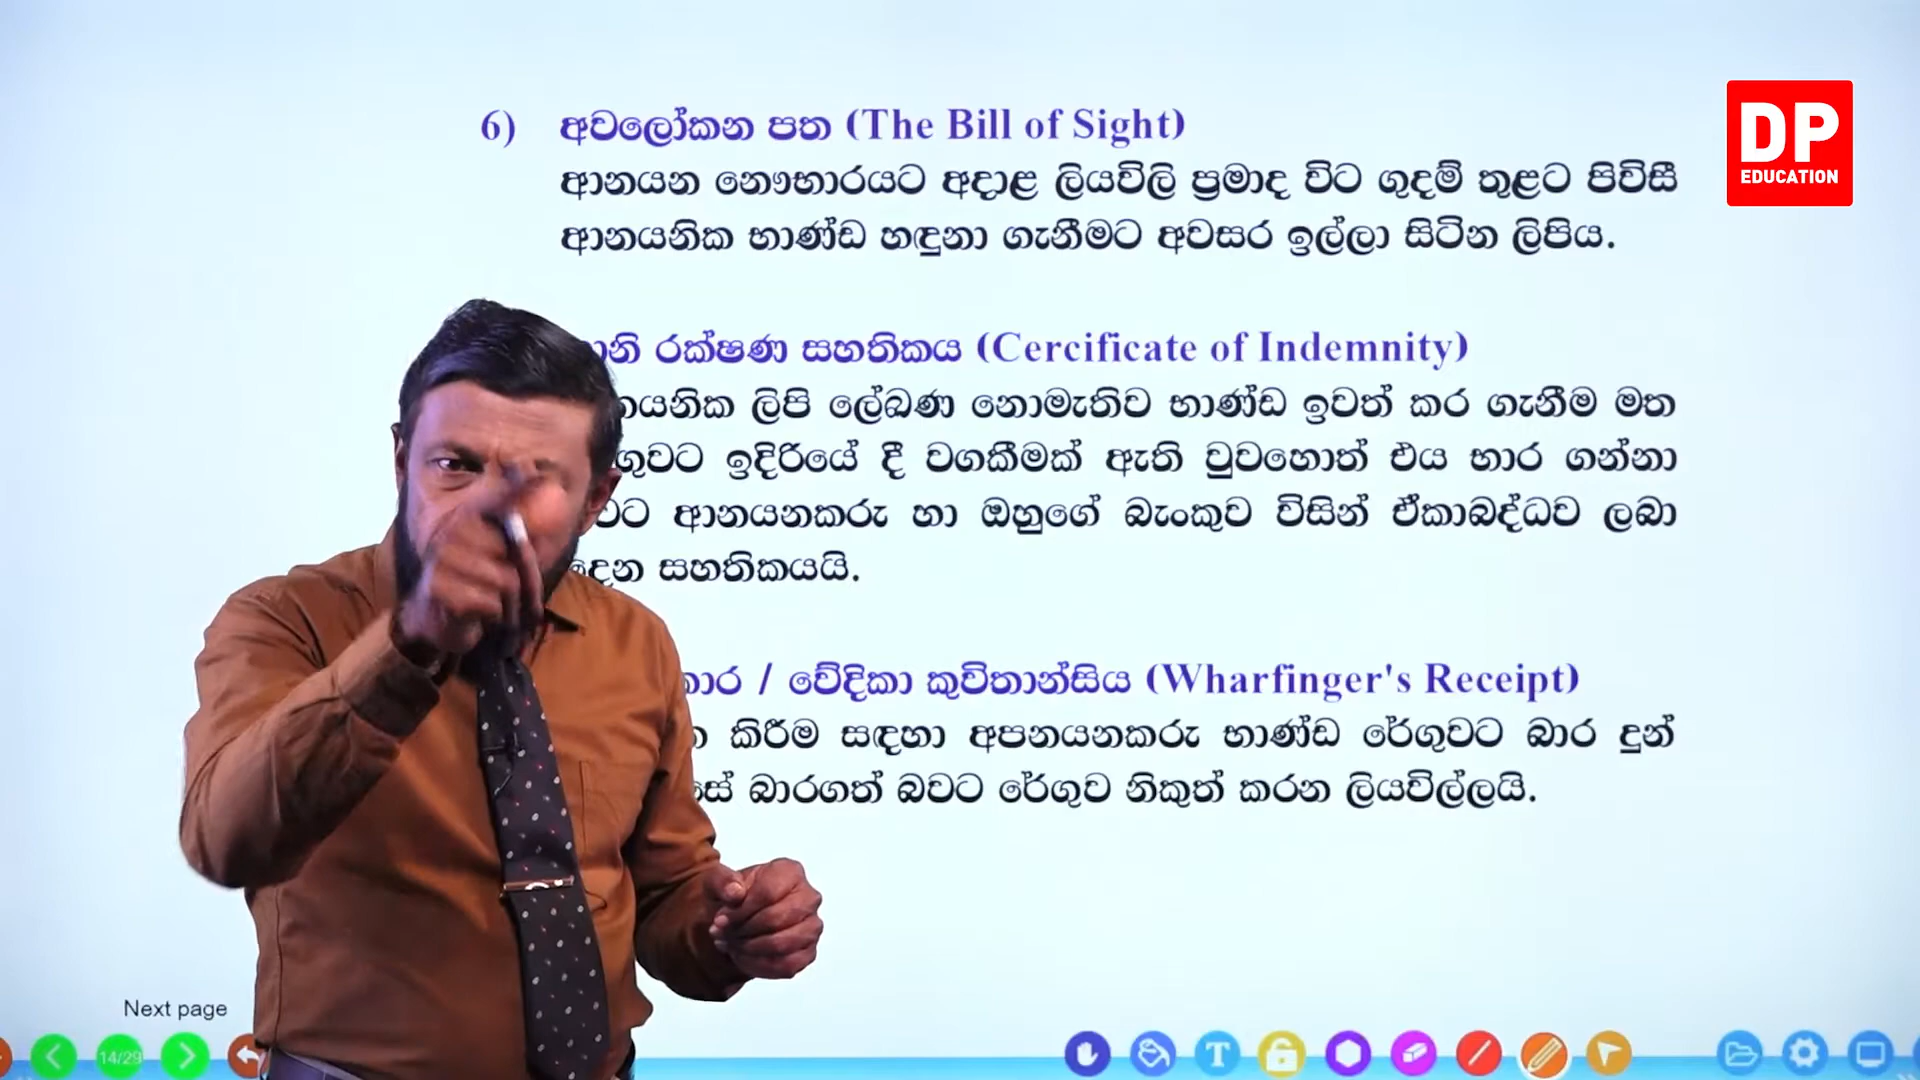 6) අවලෝකන පත (The Bill of Sight)
ආනයන නෞභාරයට අදාළ ලියවිලි ප්‍රමාද විට ගුදම් තුළට පිවිසී
ආනයනික භාණ්ඩ හඳුනා ගැනීමට අවසර ඉල්ලා සිටින ලිපිය.
රක්ෂණ සහතිකය (Cercificate of Indemnity)
ලිපි ලේඛණ නොමැතිව භාණ්ඩ ඉවත් කර ගැනීම මත
ඉදිරියේ දී වගකීමක් ඇති වුවහොත් එය භාර ගන්නා
ආනයනකරු හා ඔහුගේ බැංකුව විසින් ඒකාබද්ධව ලබා
දෙන සහතිකයයි.
/ වේදිකා කුවිතාන්සිය (Wharfinger's Receipt)
කිරීම සඳහා අපනයනකරු භාණ්ඩ රේගුවට බාර දුන්
බාරගත් බවට රේගුව නිකුත් කරන ලියවිල්ලයි.
DP
EDUCATION
Next page
14/29